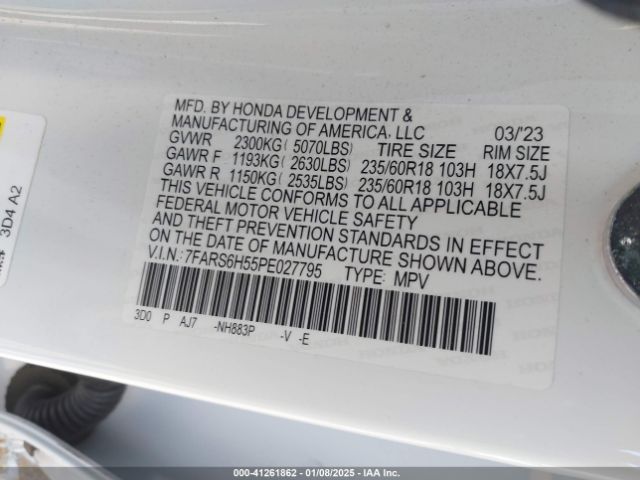 MFD. BY HONDA DEVELOPMENT &
MANUFACTURING OF AMERICA, LLC 03/'23
GVWR 2300KG( 5070LBS) TIRE SIZE RIM SIZE
GAWR F 1193KG( 2630LBS) 235/60R18 103H 18X7.5J
GAWR R 1150KG( 2535LBS) 235/60R18 103H 18X7.5J
THIS VEHICLE CONFORMS TO ALL APPLICABLE
FEDERAL MOTOR VEHICLE SAFETY
AND THEFT PREVENTION STANDARDS IN EFFECT
ON THE DATE OF MANUFACTURE SHOWN ABOVE.
V.I.N.:7FARS6H55PE027795 TYPE: MPV
3D0 P AJ7 -NH883P -V -E
3D4 A2
00-41261862 - 01/08/2025 - IAA Inc.